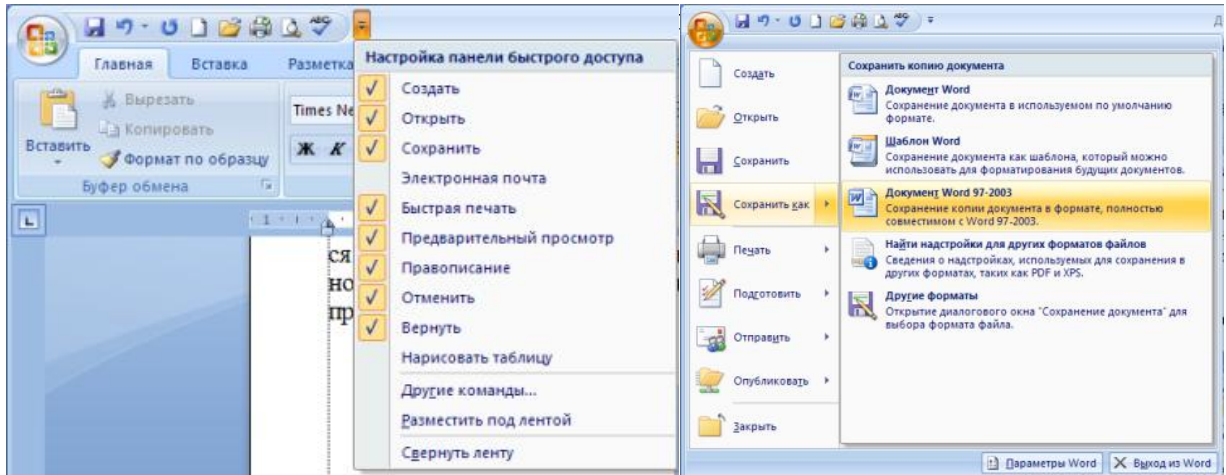 Главная Вставка Разметка
Вырезать
Копировать
Вставить
Формат по образцу
Буфер обмена
Times Ne
Ж К
Настройка панели быстрого доступа
Создать
Открыть
Сохранить
Электронная почта
Быстрая печать
Предварительный просмотр
Правописание
Отменить
Вернуть
Нарисовать таблицу
Другие команды...
Разместить под лентой
Свернуть ленту
1
ся
но
пр
Создать
Открыть
Сохранить
Сохранить как
Печать
Подготовить
Отправить
Опубликовать
Закрыть
Сохранить копию документа
Документ Word
Сохранение документа в используемом по умолчанию
формате.
Шаблон Word
Сохранение документа как шаблона, который можно
использовать для форматирования будущих документов.
Документ Word 97-2003
Сохранение копии документа в формате, полностью
совместимом с Word 97-2003.
Найти надстройки для других форматов файлов
Сведения о надстройках, используемых для сохранения в
других форматах, таких как PDF и XPS.
Другие форматы
Открытие диалогового окна "Сохранение документа" для
выбора формата файла.
Параметры Word Выход из Word